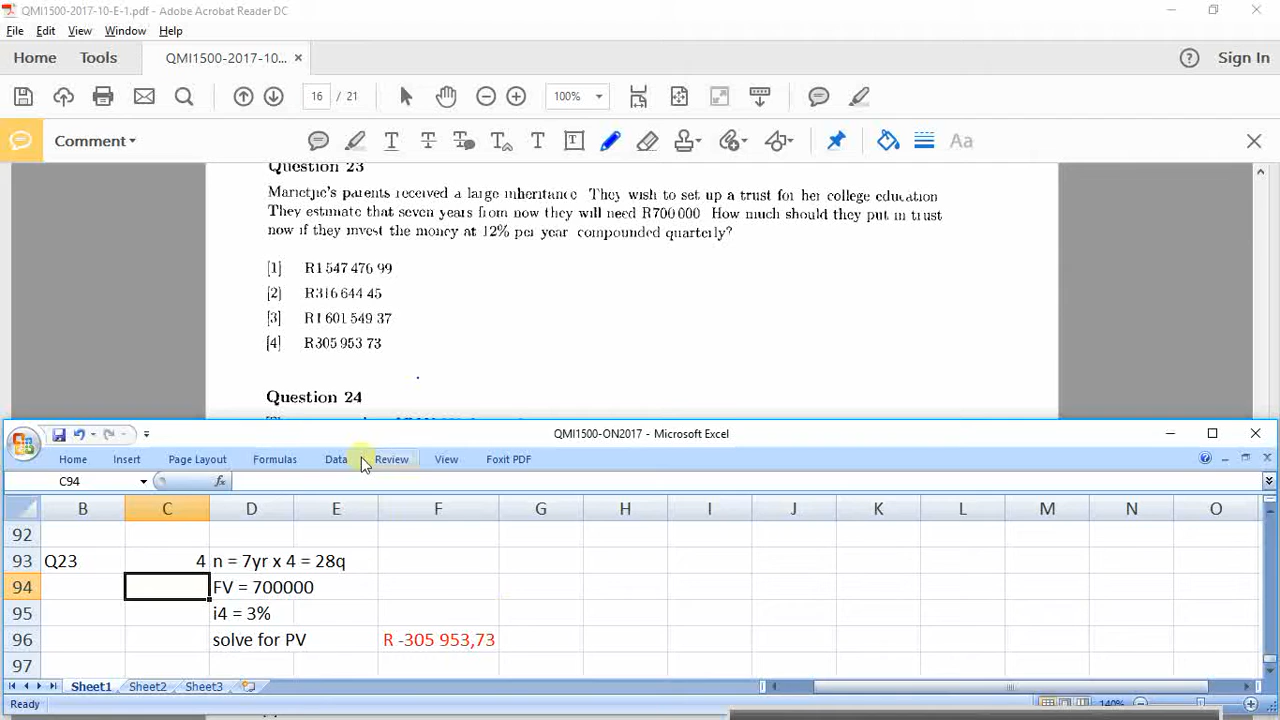 QMI1500-2017-10-E-1.pdf - Adobe Acrobat Reader DC
File Edit View Window Help
Home Tools QMI1500-2017-10... × Sign In
16 / 21 100%
Comment Aa
Question 23
Marietjie's parents received a large inheritance They wish to set up a trust for her college education
They estimate that seven years from now they will need R700 000 How much should they put in trust
now if they invest the money at 12% per year compounded quarterly?
[1] R1 547 476 99
[2] R316 644 45
[3] R1 601 549 37
[4] R305 953 73
Question 24
QMI1500-ON2017 - Microsoft Excel
Home Insert Page Layout Formulas Data Review View Foxit PDF
C94 fx
B C D E F G H I J K L M N O
92
93 Q23 4 n = 7yr x 4 = 28q
94 FV = 700000
95 i4 = 3%
96 solve for PV R -305 953,73
97
Sheet1 Sheet2 Sheet3
Ready 140%